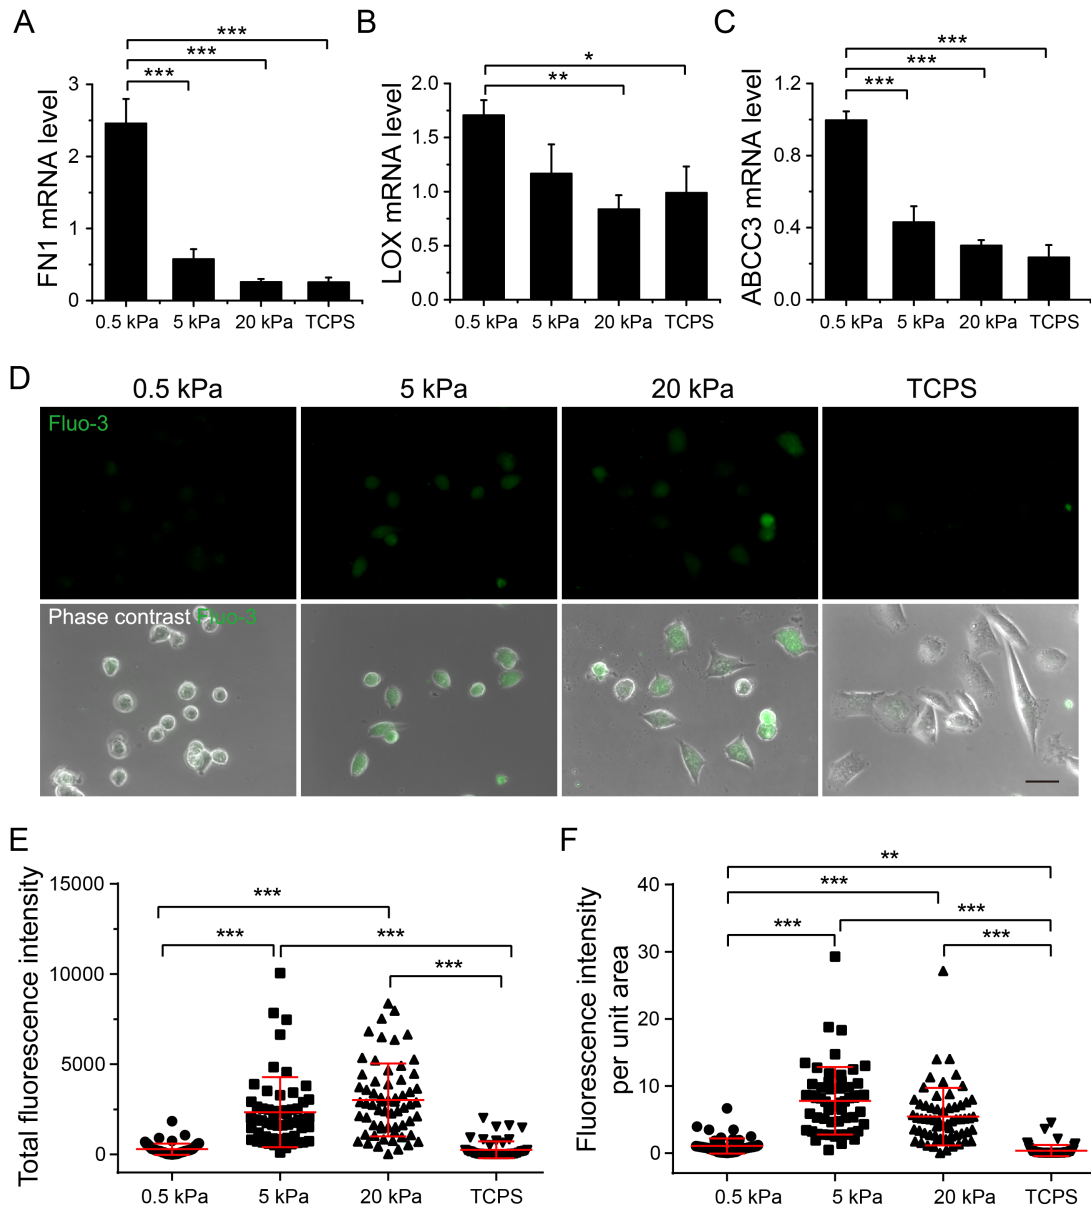 A
B
C
***
***
***
FN1 mRNA level
3
2
1
0
0.5 kPa 5 kPa 20 kPa TCPS
*
**
LOX mRNA level
2.0
1.5
1.0
0.5
0.0
0.5 kPa 5 kPa 20 kPa TCPS
***
***
***
ABCC3 mRNA level
1.2
0.8
0.4
0.0
0.5 kPa 5 kPa 20 kPa TCPS
D
0.5 kPa 5 kPa 20 kPa TCPS
Fluo-3
Phase contrast Fluo-3
E
***
***
***
***
Total fluorescence intensity
15000
10000
5000
0
0.5 kPa 5 kPa 20 kPa TCPS
F
**
***
***
***
***
Fluorescence intensity
per unit area
40
30
20
10
0
0.5 kPa 5 kPa 20 kPa TCPS